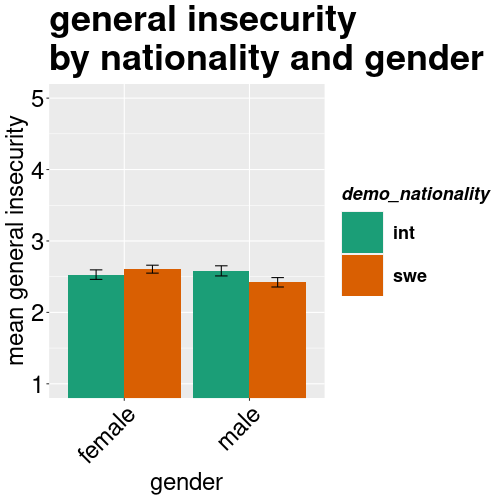 general insecurity
by nationality and gender
mean general insecurity
5
4
3
2
1
female
male
gender
demo_nationality
int
swe